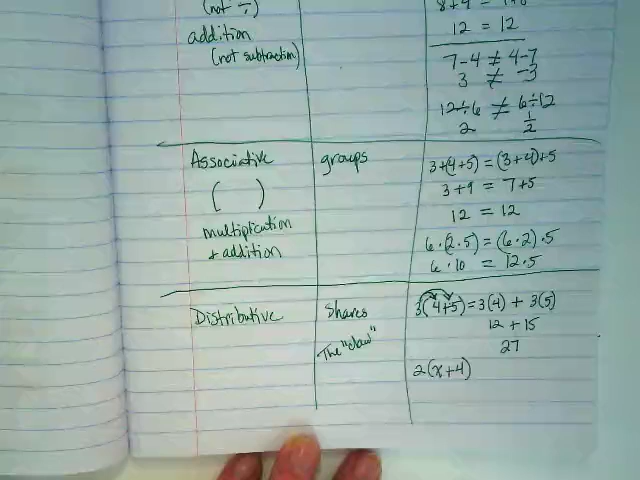 (not ÷)
8+4 =
addition
12 = 12
(not subtraction)
7-4 ≠ 4-7
3 ≠ -3
12÷6 ≠ 6÷12
2 1/2
Associative groups 3+(4+5) = (3+4)+5
( ) 3+9 = 7+5
12 = 12
multiplication
+ addition
6·(2·5) = (6·2)·5
6·10 = 12·5
Distributive Shares 3(4+5) = 3(4) + 3(5)
12 + 15
The "claw"
27
2(x+4)